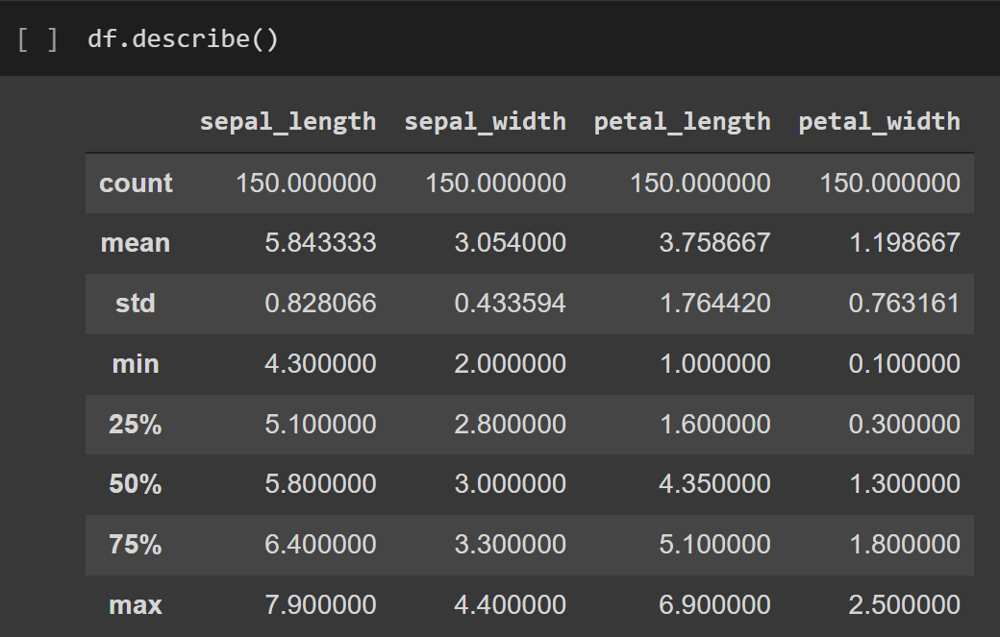 [ ] df.describe()
sepal_length sepal_width petal_length petal_width
count 150.000000 150.000000 150.000000 150.000000
mean 5.843333 3.054000 3.758667 1.198667
std 0.828066 0.433594 1.764420 0.763161
min 4.300000 2.000000 1.000000 0.100000
25% 5.100000 2.800000 1.600000 0.300000
50% 5.800000 3.000000 4.350000 1.300000
75% 6.400000 3.300000 5.100000 1.800000
max 7.900000 4.400000 6.900000 2.500000